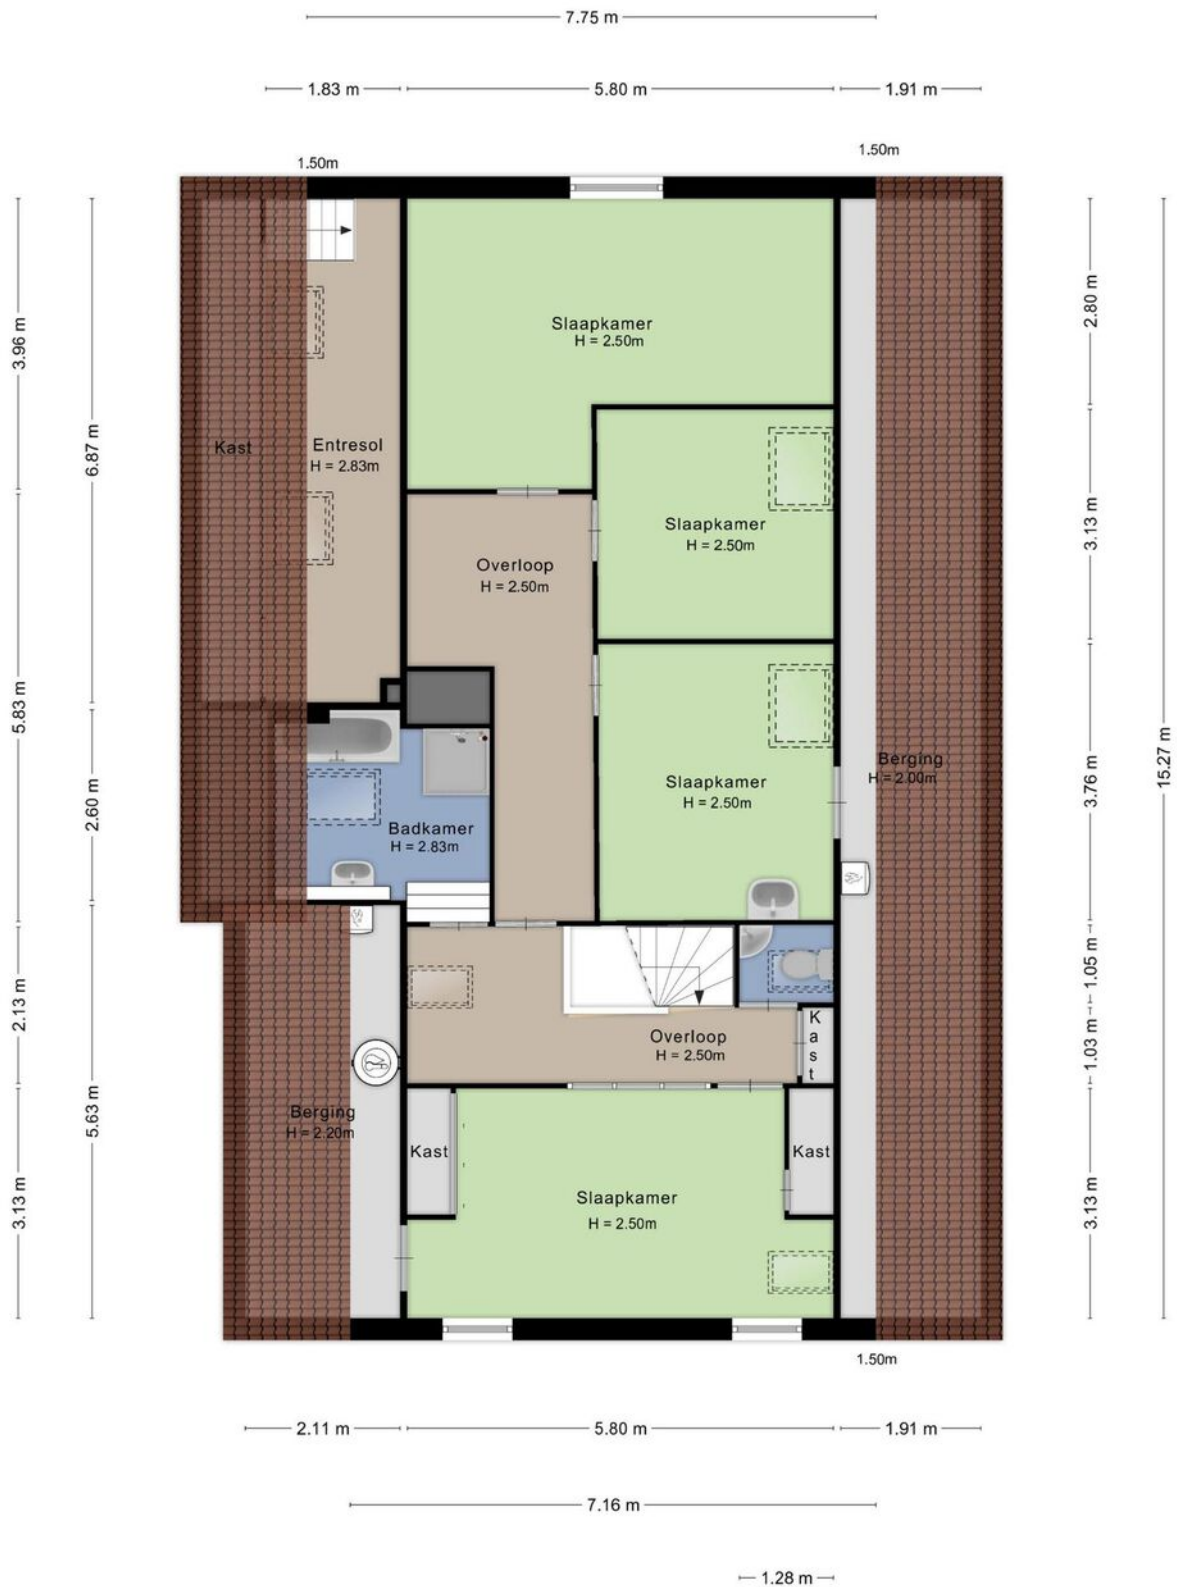 7.75 m
1.83 m
5.80 m
1.91 m
1.50m
1.50m
3.96 m
6.87 m
2.80 m
Slaapkamer
H = 2.50m
Kast
Entresol
H = 2.83m
Slaapkamer
H = 2.50m
3.13 m
Overloop
H = 2.50m
5.83 m
2.60 m
Slaapkamer
H = 2.50m
Berging
H = 2.00m
3.76 m
15.27 m
Badkamer
H = 2.83m
2.13 m
1.05 m
1.03 m
Overloop
H = 2.50m
K
a
s
t
5.63 m
Berging
H = 2.20m
Kast
Kast
Slaapkamer
H = 2.50m
3.13 m
3.13 m
1.50m
2.11 m
5.80 m
1.91 m
7.16 m
1.28 m